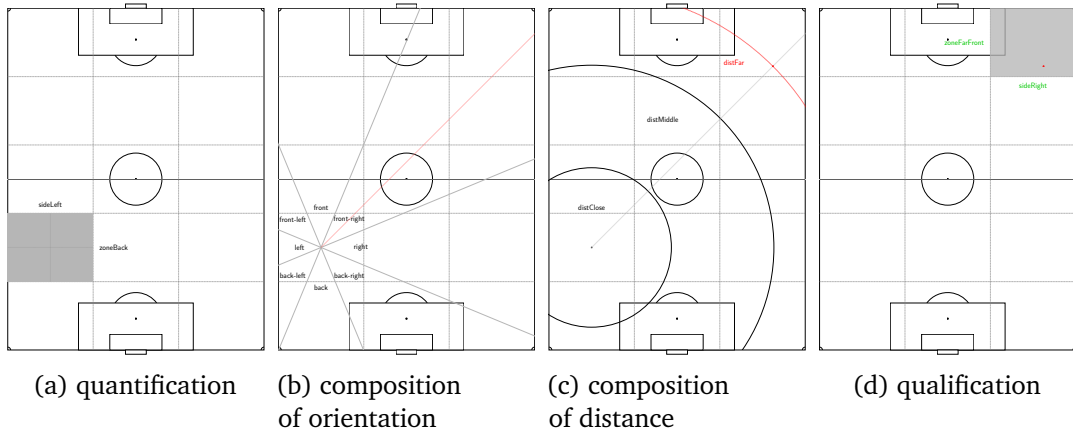 sideLeft
zoneBack
front
front-left
front-right
left
right
back-left
back-right
back
distFar
distMiddle
distClose
zoneFarFront
sideRight
(a) quantification
(b) composition
of orientation
(c) composition
of distance
(d) qualification